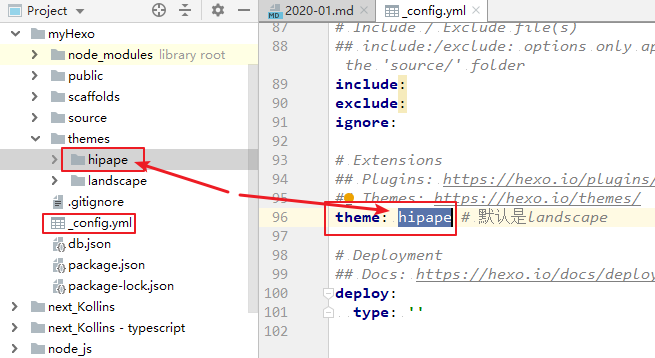 Project
myHexo
node_modules library root
public
scaffolds
source
themes
hipape
landscape
.gitignore
_config.yml
db.json
package.json
package-lock.json
next_Kollins
next_Kollins - typescript
node_js
2020-01.md
_config.yml
87 # Include / Exclude file(s)
88 ## include:/exclude: options only ap
the 'source/' folder
89 include:
90 exclude:
91 ignore:
92
93 # Extensions
94 ## Plugins: https://hexo.io/plugins/
95 ## Themes: https://hexo.io/themes/
96 theme: hipape # 默认是landscape
97
98 # Deployment
99 ## Docs: https://hexo.io/docs/deploy
100 deploy:
101 type: ''
102